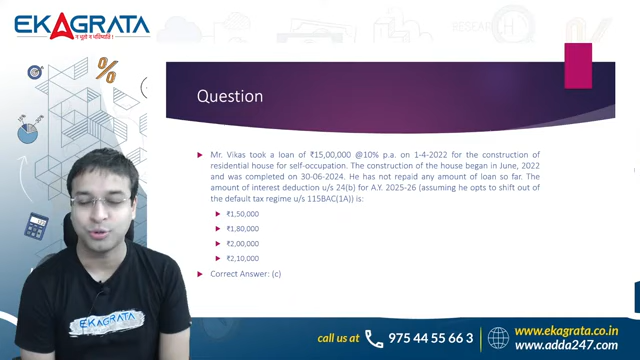 EKAGRATA
RESEARCH
Question
Mr. Vikas took a loan of ₹15,00,000 @10% p.a. on 1-4-2022 for the construction of
residential house for self-occupation. The construction of the house began in June, 2022
and was completed on 30-06-2024. He has not repaid any amount of loan so far. The
amount of interest deduction u/s 24(b) for A.Y. 2025-26 (assuming he opts to shift out of
the default tax regime u/s 115BAC(1A)) is:
₹1,50,000
₹1,80,000
₹2,00,000
₹2,10,000
Correct Answer: (c)
EKAGRATA
call us at 975 44 55 66 3
www.ekagrata.co.in
www.adda247.com